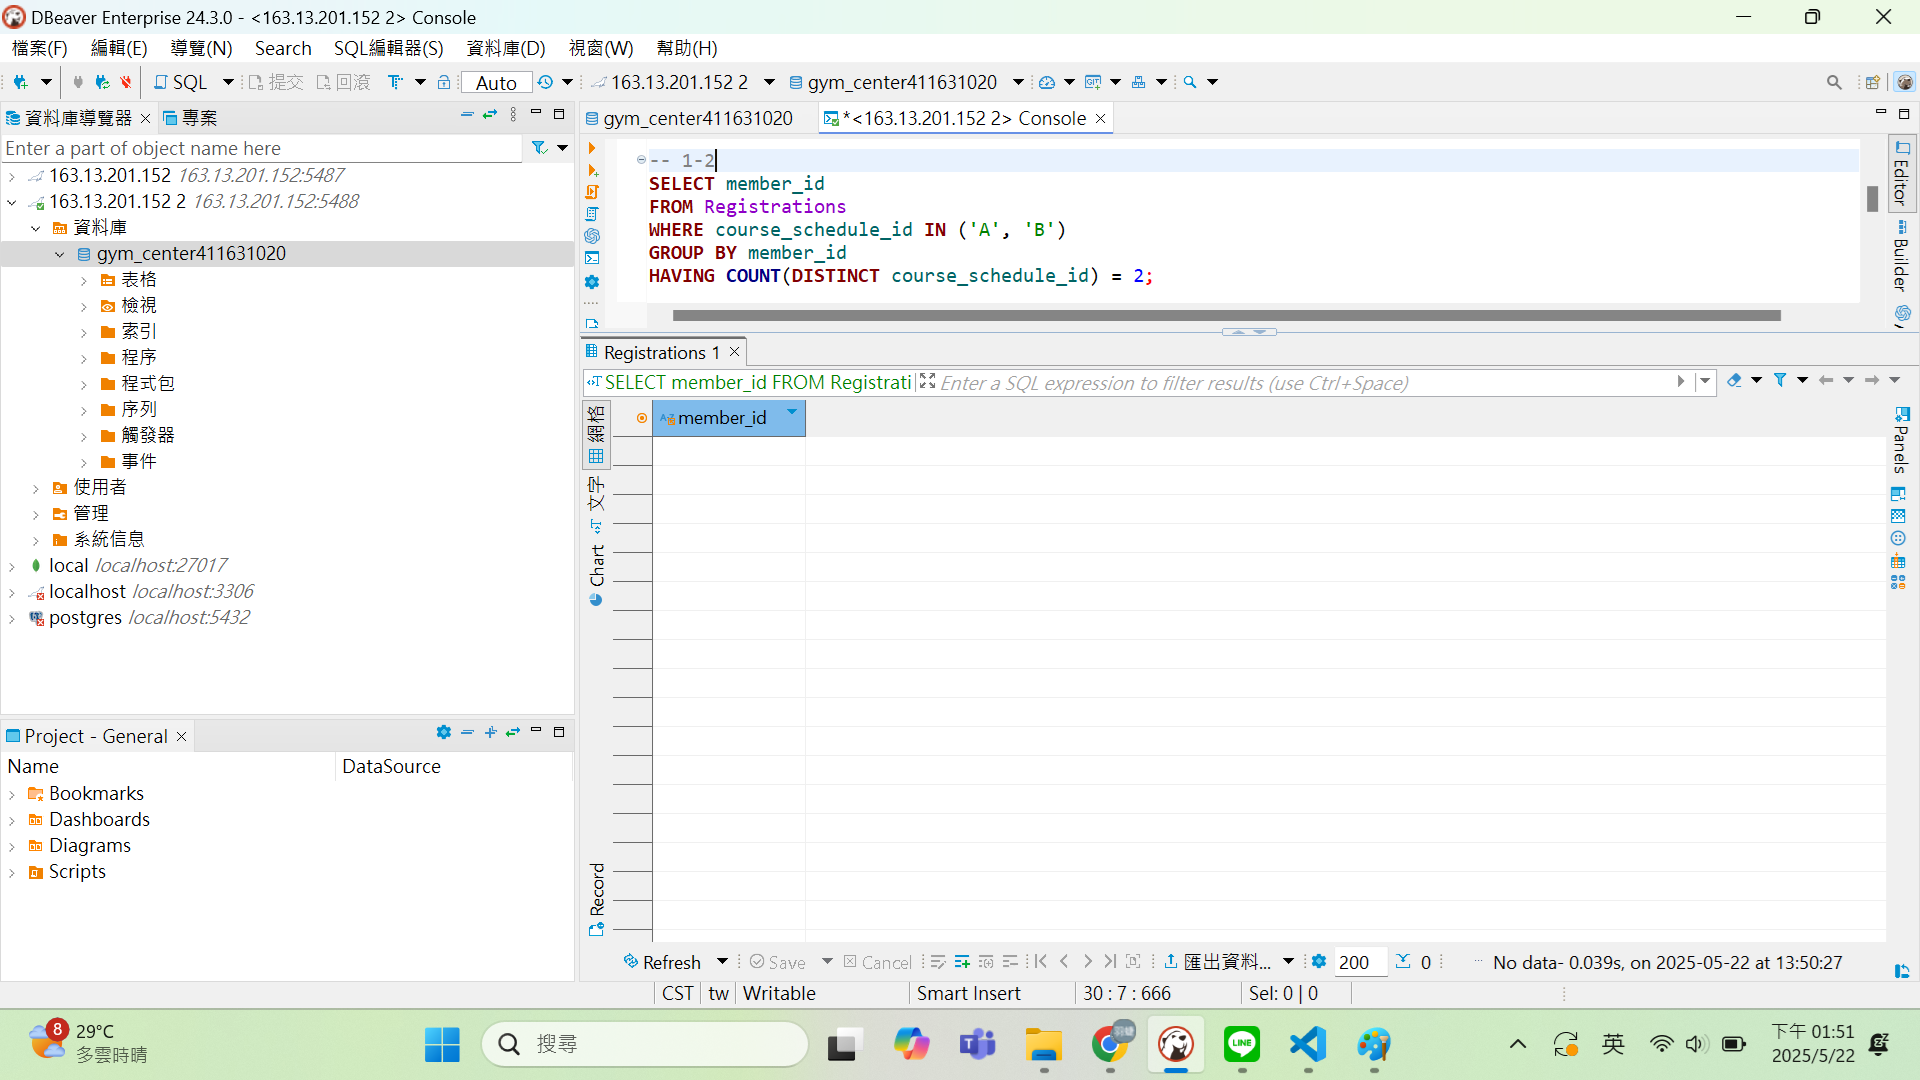 DBeaver Enterprise 24.3.0 - <163.13.201.152 2> Console
檔案(F) 編輯(E) 導覽(N) Search SQL編輯器(S) 資料庫(D) 視窗(W) 幫助(H)
SQL 提交 回滾 Auto 163.13.201.152 2 gym_center411631020
資料庫導覽器 專案
Enter a part of object name here
163.13.201.152 163.13.201.152:5487
163.13.201.152 2 163.13.201.152:5488
資料庫
gym_center411631020
表格
檢視
索引
程序
程式包
序列
觸發器
事件
使用者
管理
系統信息
local localhost:27017
localhost localhost:3306
postgres localhost:5432
Project - General
Name DataSource
Bookmarks
Dashboards
Diagrams
Scripts
gym_center411631020 *<163.13.201.152 2> Console
-- 1-2
SELECT member_id
FROM Registrations
WHERE course_schedule_id IN ('A', 'B')
GROUP BY member_id
HAVING COUNT(DISTINCT course_schedule_id) = 2;
Editor
Builder
Registrations 1
SELECT member_id FROM Registrati Enter a SQL expression to filter results (use Ctrl+Space)
網格
文字
Chart
Record
member_id
Panels
Refresh Save Cancel 匯出資料... 200 0 No data- 0.039s, on 2025-05-22 at 13:50:27
CST tw Writable Smart Insert 30 : 7 : 666 Sel: 0 | 0
8 29°C
多雲時晴
搜尋
羽婕
LINE
英
下午 01:51
2025/5/22